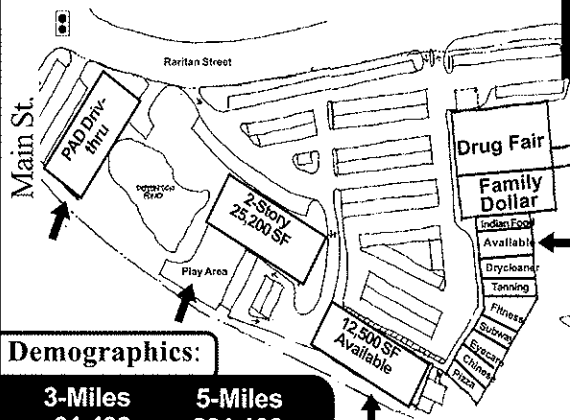 Raritan Street
Main St.
PAD Driv-
thru
2-Story
25,200 SF
Play Area
12,500 SF
Available
Drug Fair
Family
Dollar
Indian Food
Available
Drycleaner
Tanning
Fitness
Subway
Eyecare
Chinese
Pizza
Demographics:
3-Miles 5-Miles